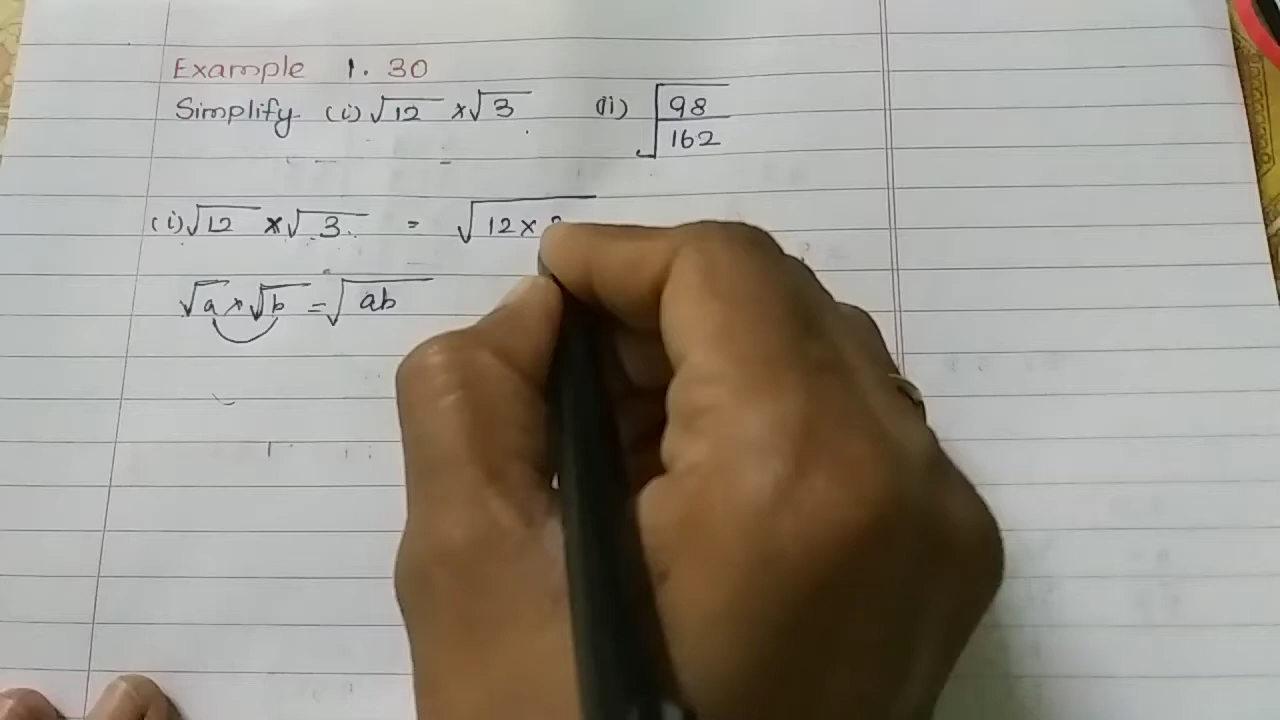 Example 1. 30
Simplify (i) √12 × √3 (ii) √98/162
(i) √12 × √3 = √12 ×
√a × √b = √ab